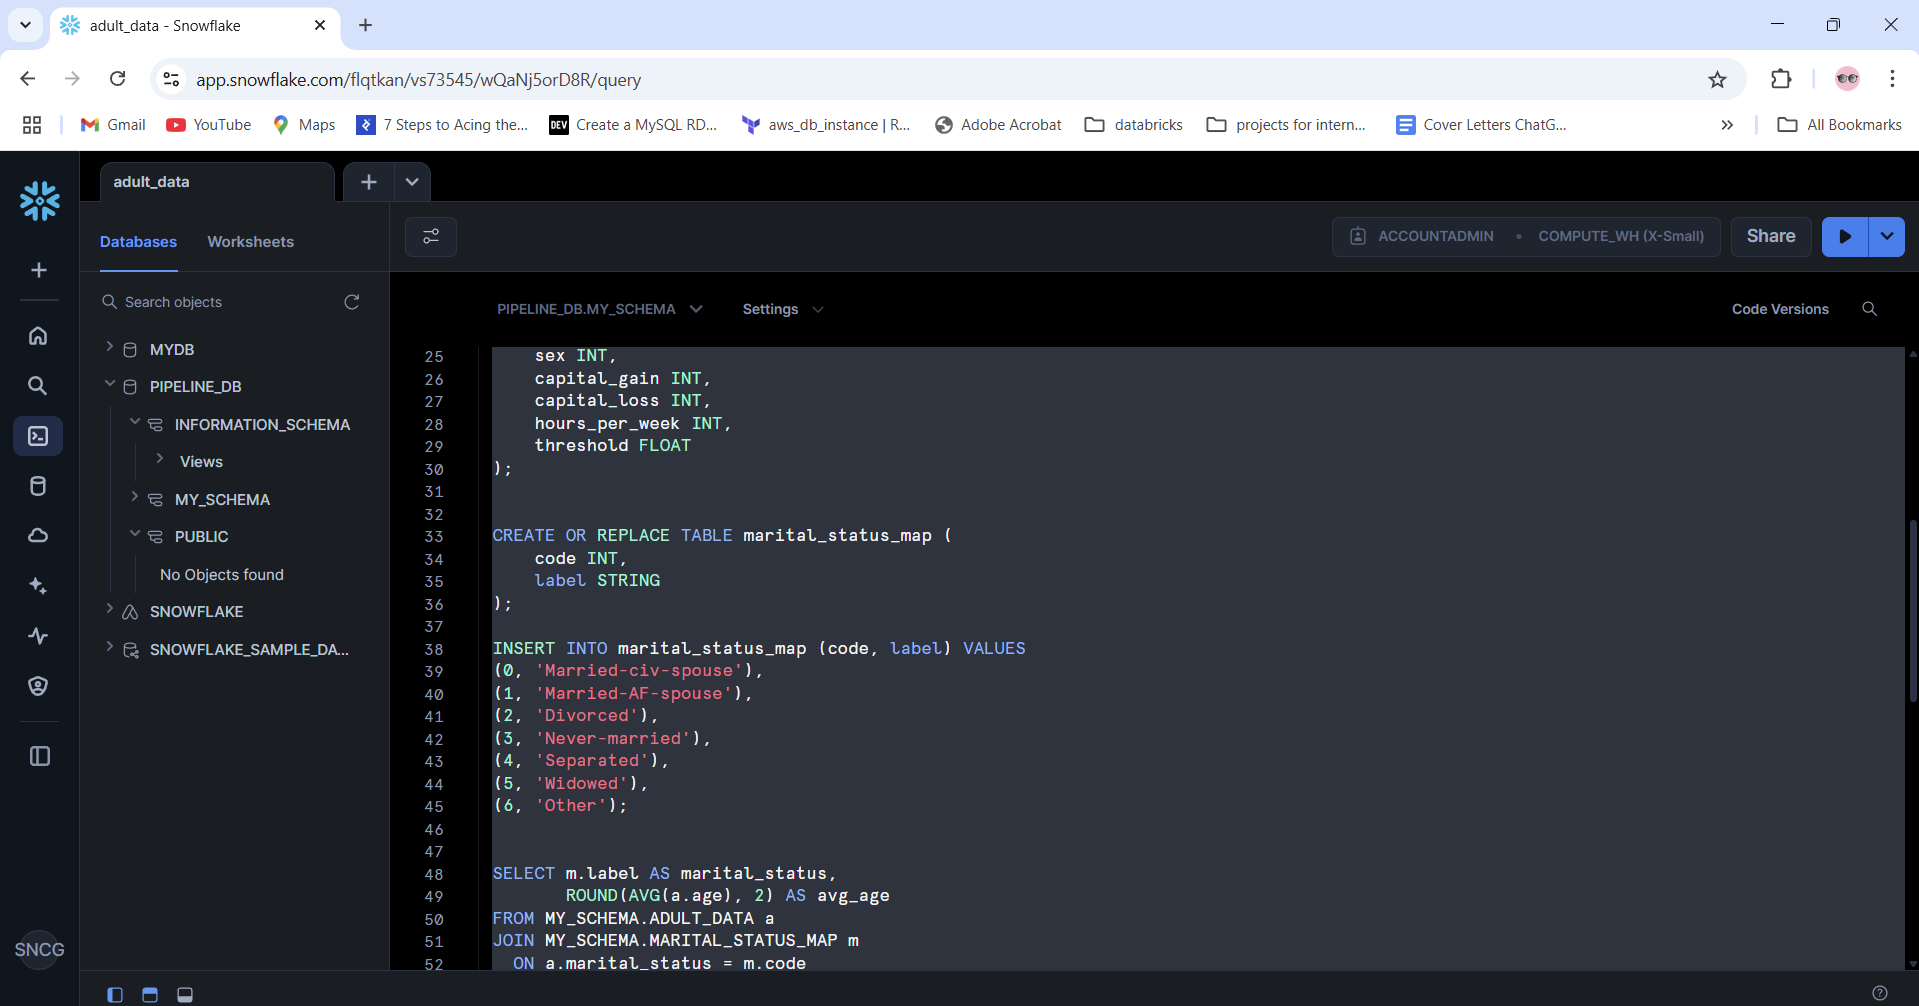 adult_data - Snowflake
app.snowflake.com/flqtkan/vs73545/wQaNj5orD8R/query
Gmail
YouTube
Maps
7 Steps to Acing the...
DEV
Create a MySQL RD...
aws_db_instance | R...
Adobe Acrobat
databricks
projects for intern...
Cover Letters ChatG...
All Bookmarks
adult_data
Databases
Worksheets
ACCOUNTADMIN • COMPUTE_WH (X-Small)
Share
Search objects
PIPELINE_DB.MY_SCHEMA
Settings
Code Versions
MYDB
PIPELINE_DB
INFORMATION_SCHEMA
Views
MY_SCHEMA
PUBLIC
No Objects found
SNOWFLAKE
SNOWFLAKE_SAMPLE_DA...
SNCG
25 sex INT,
26 capital_gain INT,
27 capital_loss INT,
28 hours_per_week INT,
29 threshold FLOAT
30 );
31
32
33 CREATE OR REPLACE TABLE marital_status_map (
34 code INT,
35 label STRING
36 );
37
38 INSERT INTO marital_status_map (code, label) VALUES
39 (0, 'Married-civ-spouse'),
40 (1, 'Married-AF-spouse'),
41 (2, 'Divorced'),
42 (3, 'Never-married'),
43 (4, 'Separated'),
44 (5, 'Widowed'),
45 (6, 'Other');
46
47
48 SELECT m.label AS marital_status,
49 ROUND(AVG(a.age), 2) AS avg_age
50 FROM MY_SCHEMA.ADULT_DATA a
51 JOIN MY_SCHEMA.MARITAL_STATUS_MAP m
52 ON a.marital_status = m.code